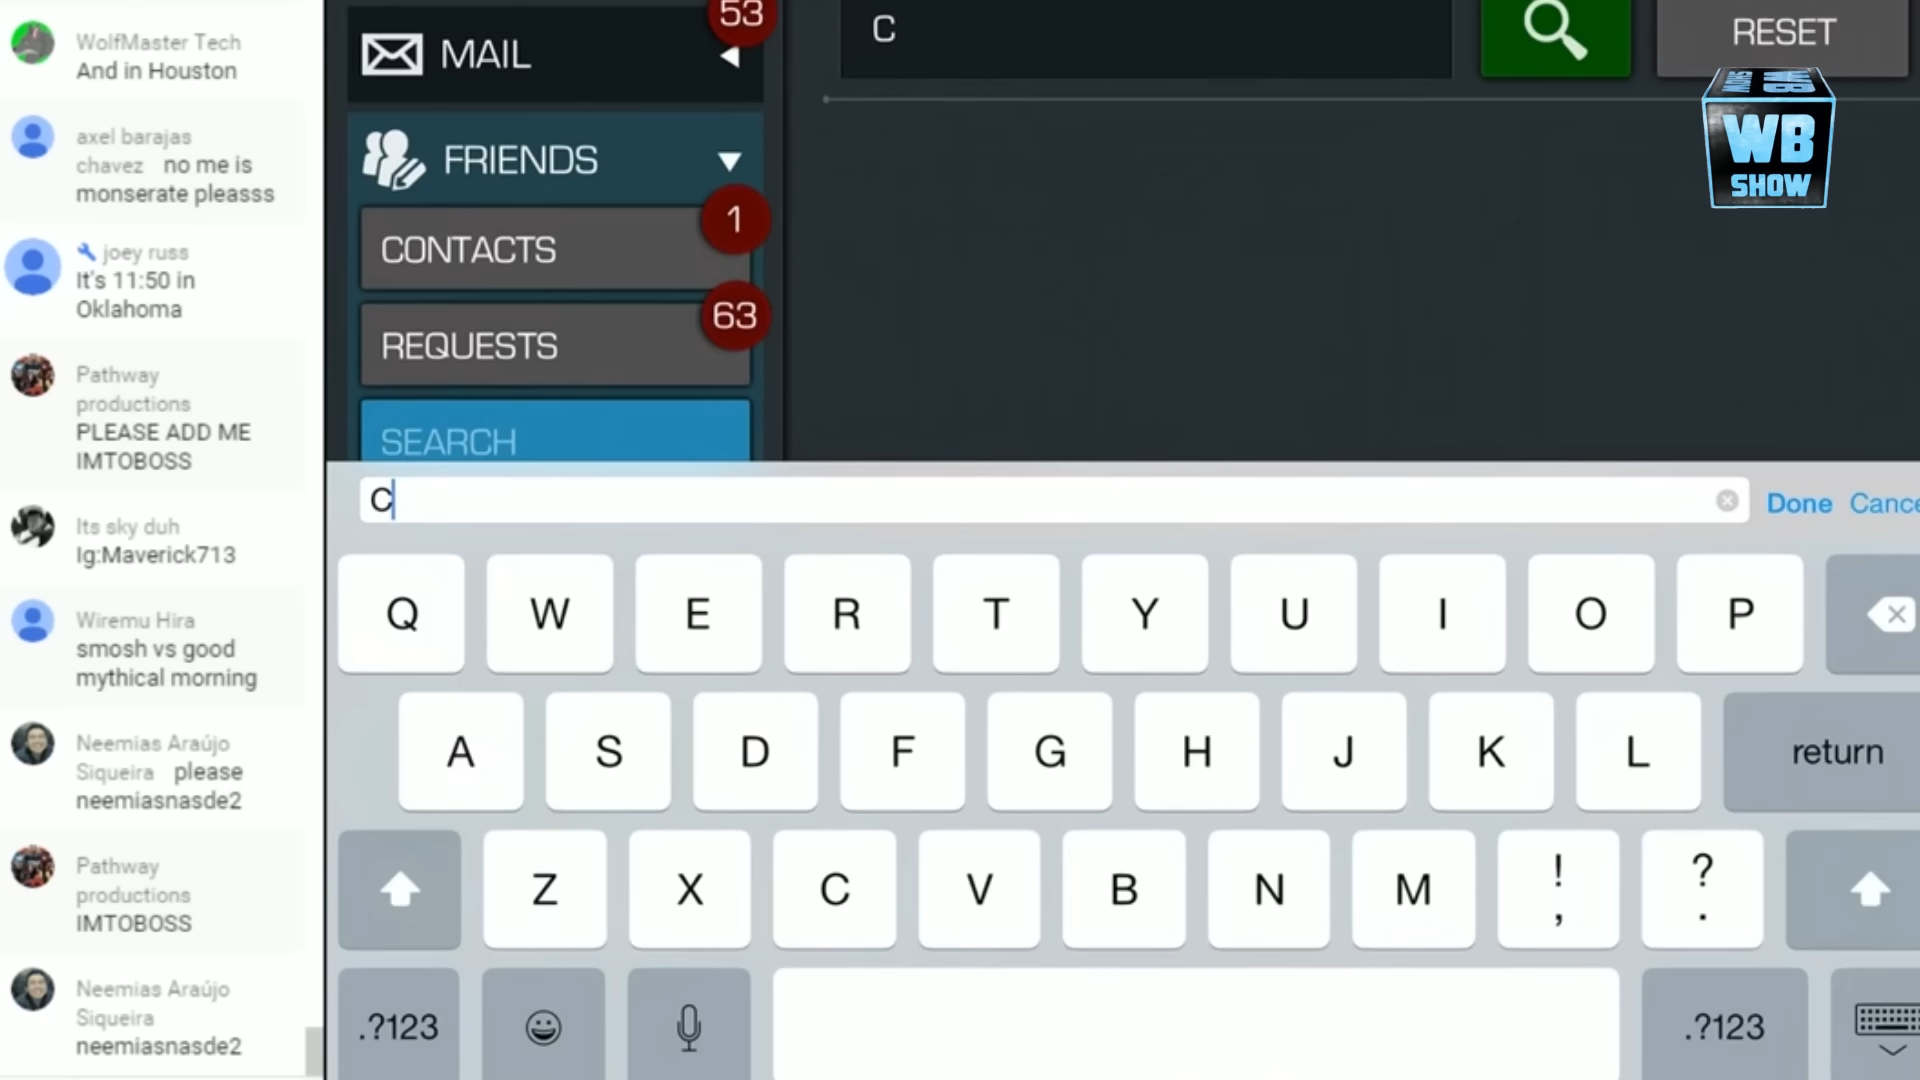 WolfMaster Tech
And in Houston
axel barajas
chavez no me is
monserate pleasss
joey russ
It's 11:50 in
Oklahoma
Pathway
productions
PLEASE ADD ME
IMTOBOSS
Its sky duh
Ig:Maverick713
Wiremu Hira
smosh vs good
mythical morning
Neemias Araújo
Siqueira please
neemiasnasde2
Pathway
productions
IMTOBOSS
Neemias Araújo
Siqueira
neemiasnasde2
MAIL
53
FRIENDS
CONTACTS
1
REQUESTS
63
SEARCH
C
RESET
WB
SHOW
WB
SHOW
C
Done Cance
Q W E R T Y U I O P
A S D F G H J K L return
Z X C V B N M ! , ? .
.?123 .?123